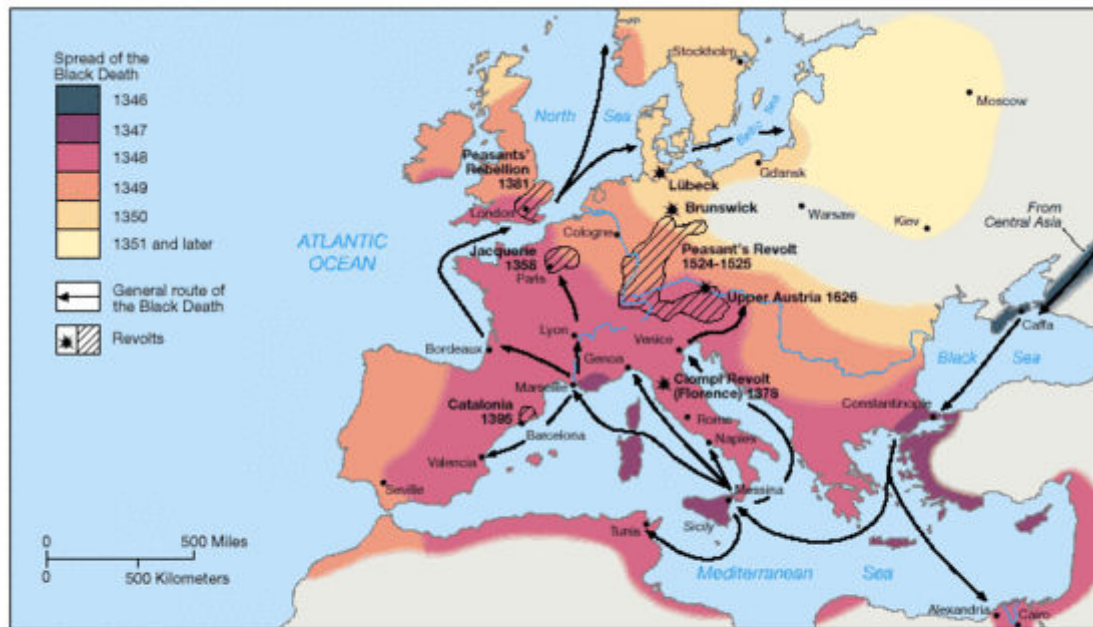 Spread of the
Black Death
1346
1347
1348
1349
1350
1351 and later
General route of
the Black Death
Revolts
Stockholm
Moscow
North Sea
Baltic Sea
Peasants'
Rebellion
1381
London
Lübeck
Gdansk
Brunswick
Warsaw
Kiev
From
Central Asia
ATLANTIC
OCEAN
Cologne
Jacquerie
1358
Paris
Peasant's Revolt
1524-1525
Upper Austria 1626
Caffa
Lyon
Venice
Bordeaux
Genoa
Black Sea
Marseille
Ciompi Revolt
(Florence) 1378
Constantinople
Catalonia
1395
Rome
Barcelona
Naples
Valencia
Messina
Seville
Sicily
Tunis
0 500 Miles
0 500 Kilometers
Mediterranean Sea
Alexandria
Cairo